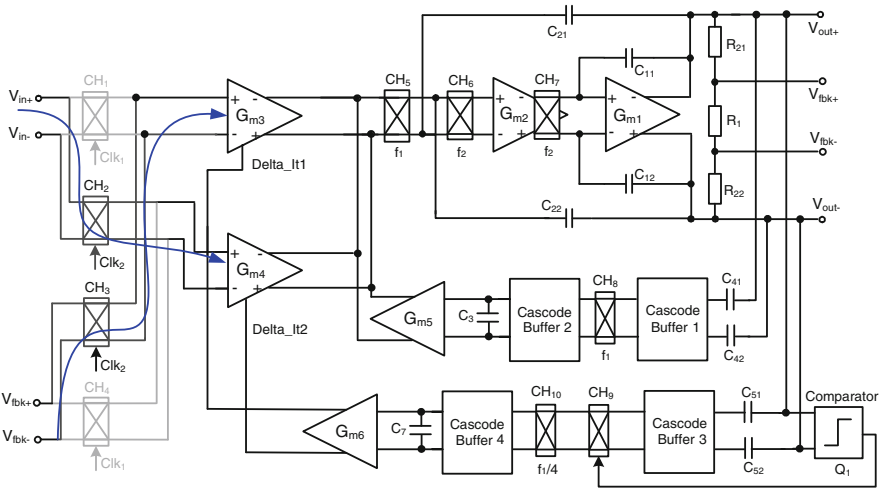 C21
Vout+
R21
CH1
Vin+
CH5
CH6
CH7
C11
Vfbk+
+ -
Gm3
+ -
Gm2
+ -
Gm1
R1
Vin-
- +
- +
- +
Clk1
f1
f2
f2
Vfbk-
Delta_It1
CH2
C12
R22
C22
Vout-
+ -
Gm4
- +
Clk2
CH3
CH8
C41
Gm5
C3
Cascode
Buffer 2
Cascode
Buffer 1
Delta_It2
f1
C42
Clk2
CH4
Vfbk+
CH10
CH9
C51
Comparator
Gm6
C7
Cascode
Buffer 4
Cascode
Buffer 3
Vfbk-
Clk1
f1/4
C52
Q1